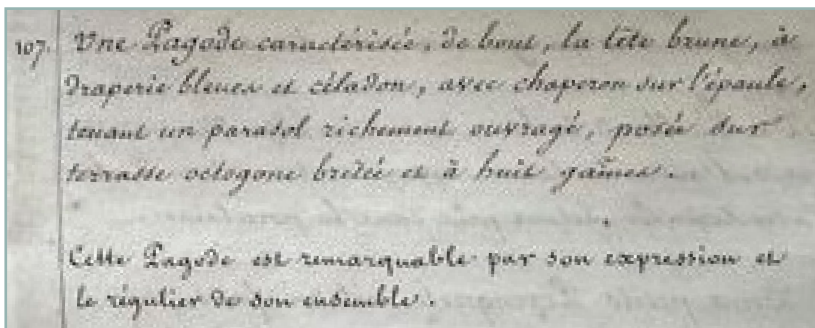 107. Une Pagode caractérisée, de bout, la tête brune, à
draperie bleues et céladon, avec chaperon sur l'épaule,
tenant un parasol richement ouvragé, posée sur
terrasse octogone bretée et à huit gaînes.
Cette Pagode est remarquable par son expression et
le régulier de son ensemble.